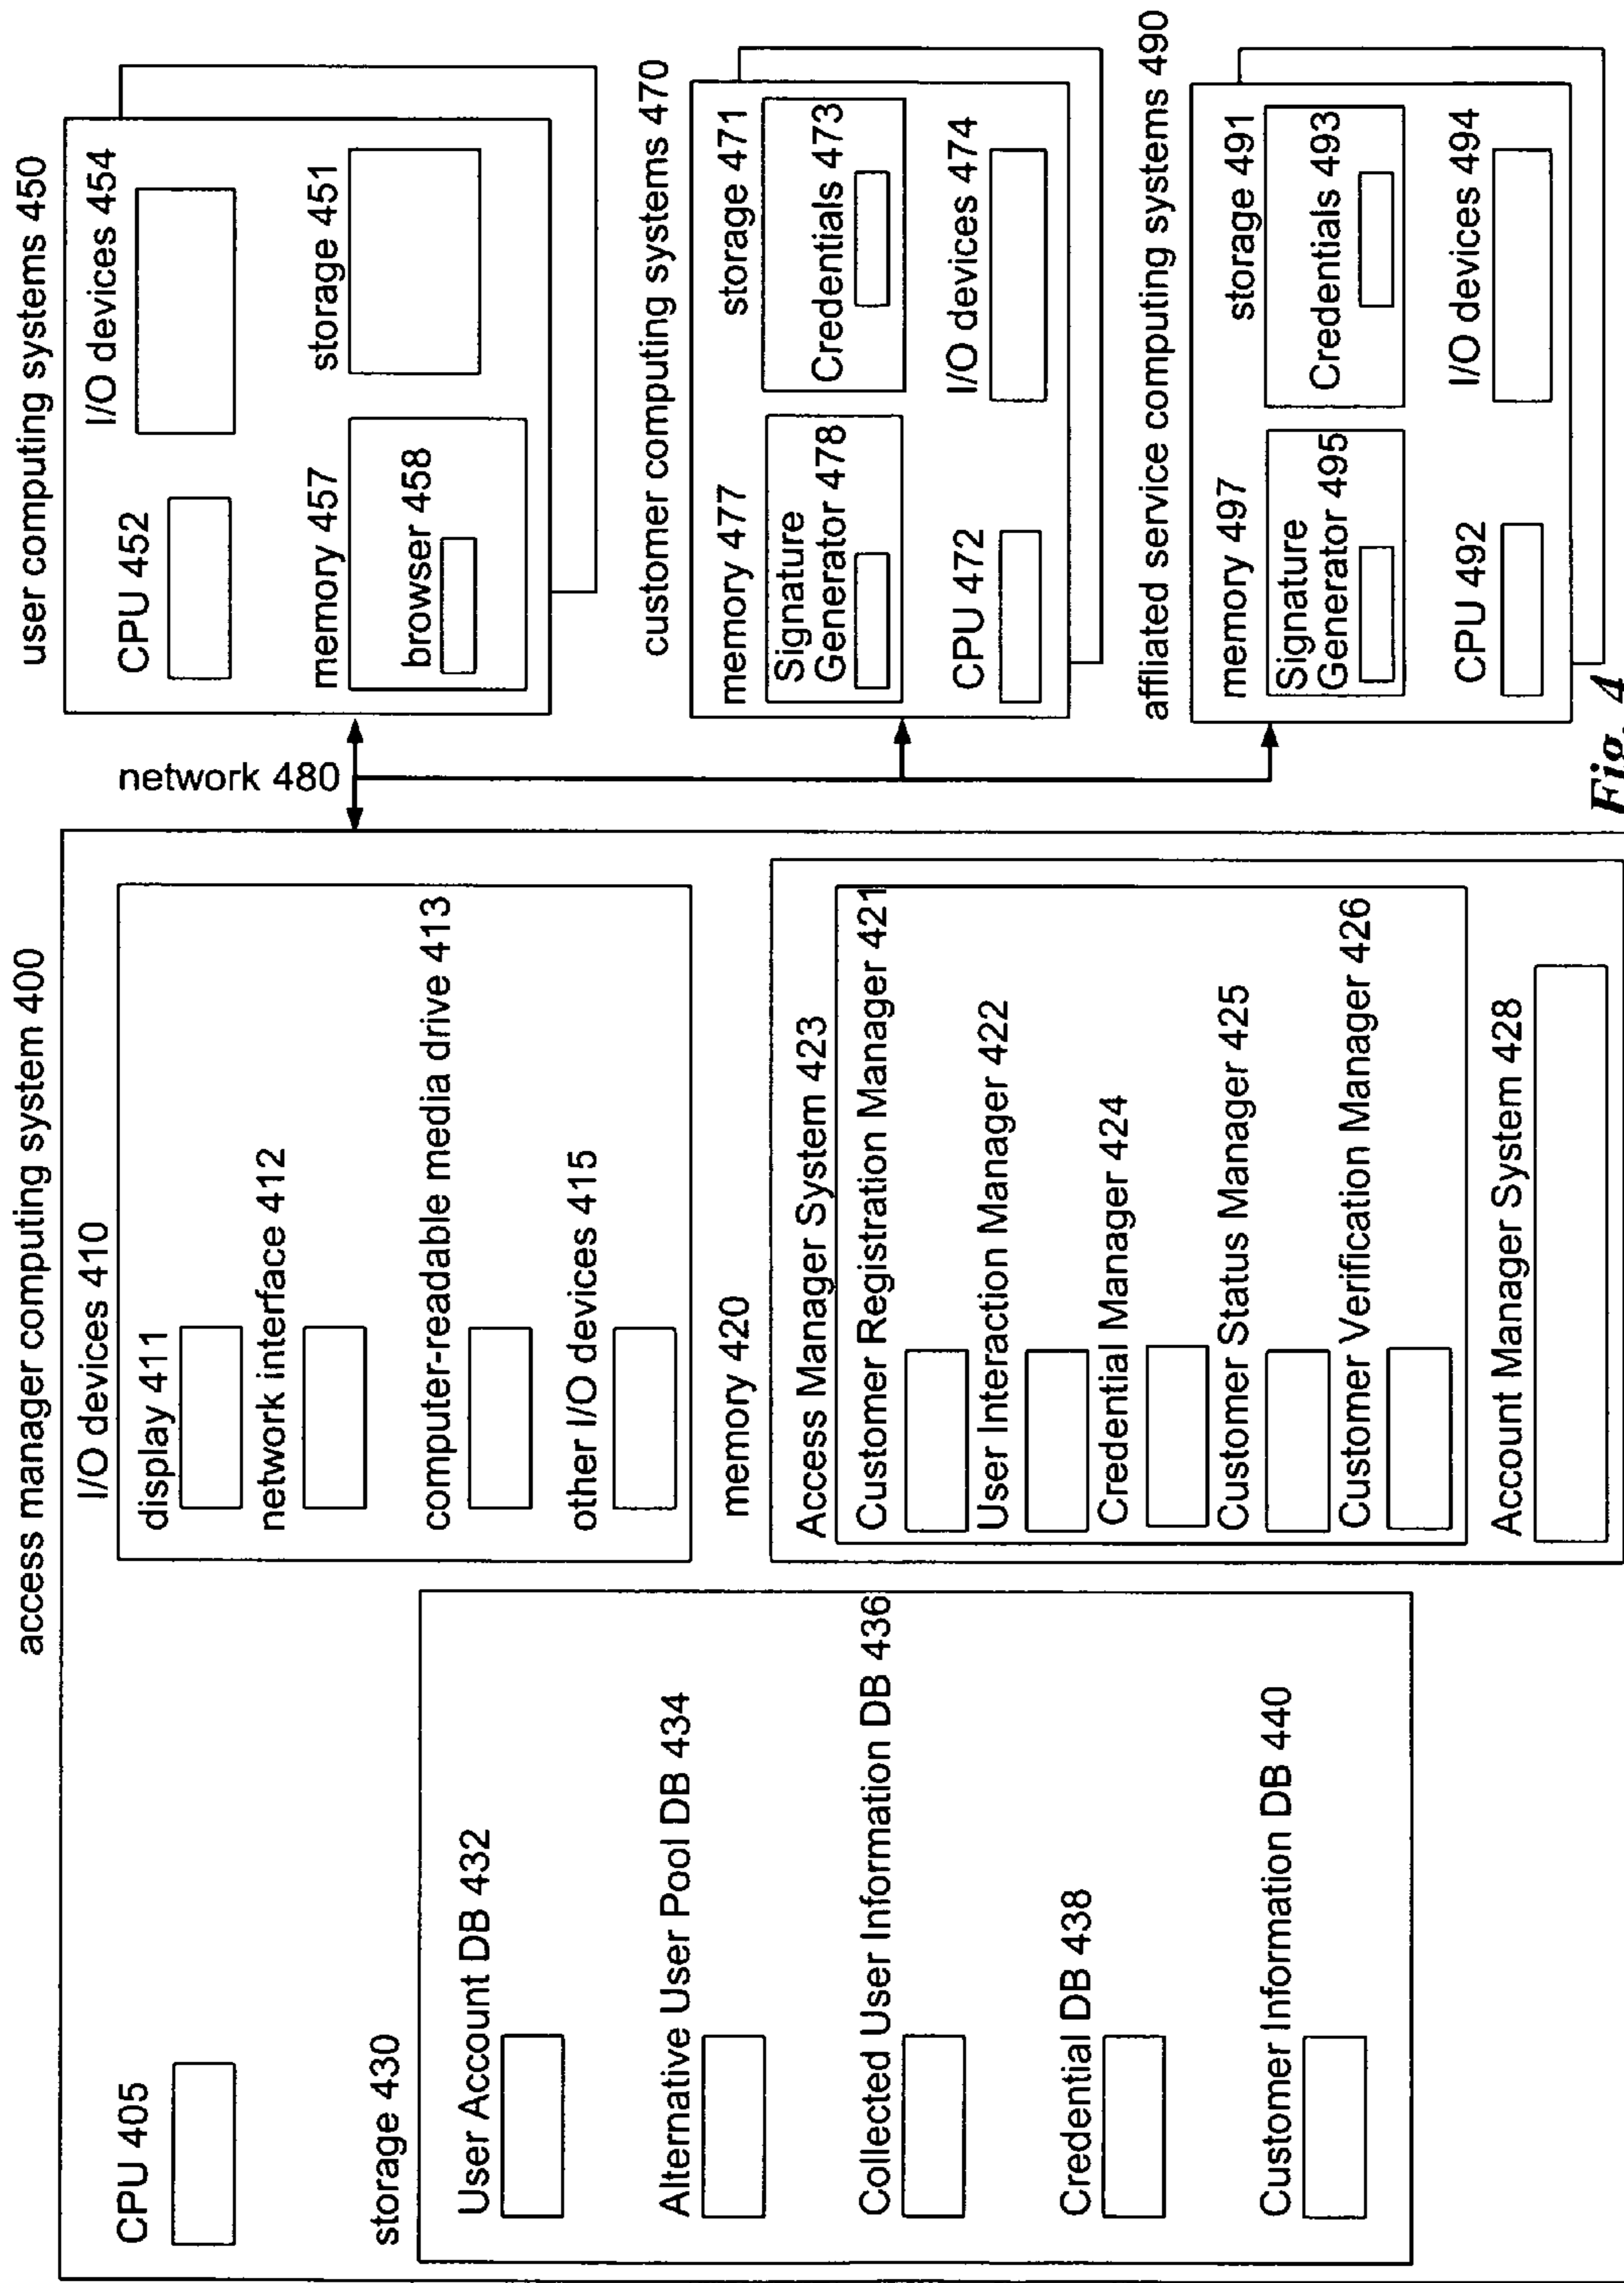 access manager computing system 400
CPU 405
storage 430
User Account DB 432
Alternative User Pool DB 434
Collected User Information DB 436
Credential DB 438
Customer Information DB 440
I/O devices 410
display 411
network interface 412
computer-readable media drive 413
other I/O devices 415
memory 420
Access Manager System 423
Customer Registration Manager 421
User Interaction Manager 422
Credential Manager 424
Customer Status Manager 425
Customer Verification Manager 426
Account Manager System 428
network 480
user computing systems 450
CPU 452
I/O devices 454
memory 457
browser 458
storage 451
customer computing systems 470
memory 477
Signature
Generator 478
storage 471
Credentials 473
CPU 472
I/O devices 474
affliated service computing systems 490
memory 497
Signature
Generator 495
storage 491
Credentials 493
CPU 492
I/O devices 494
Fig. 4